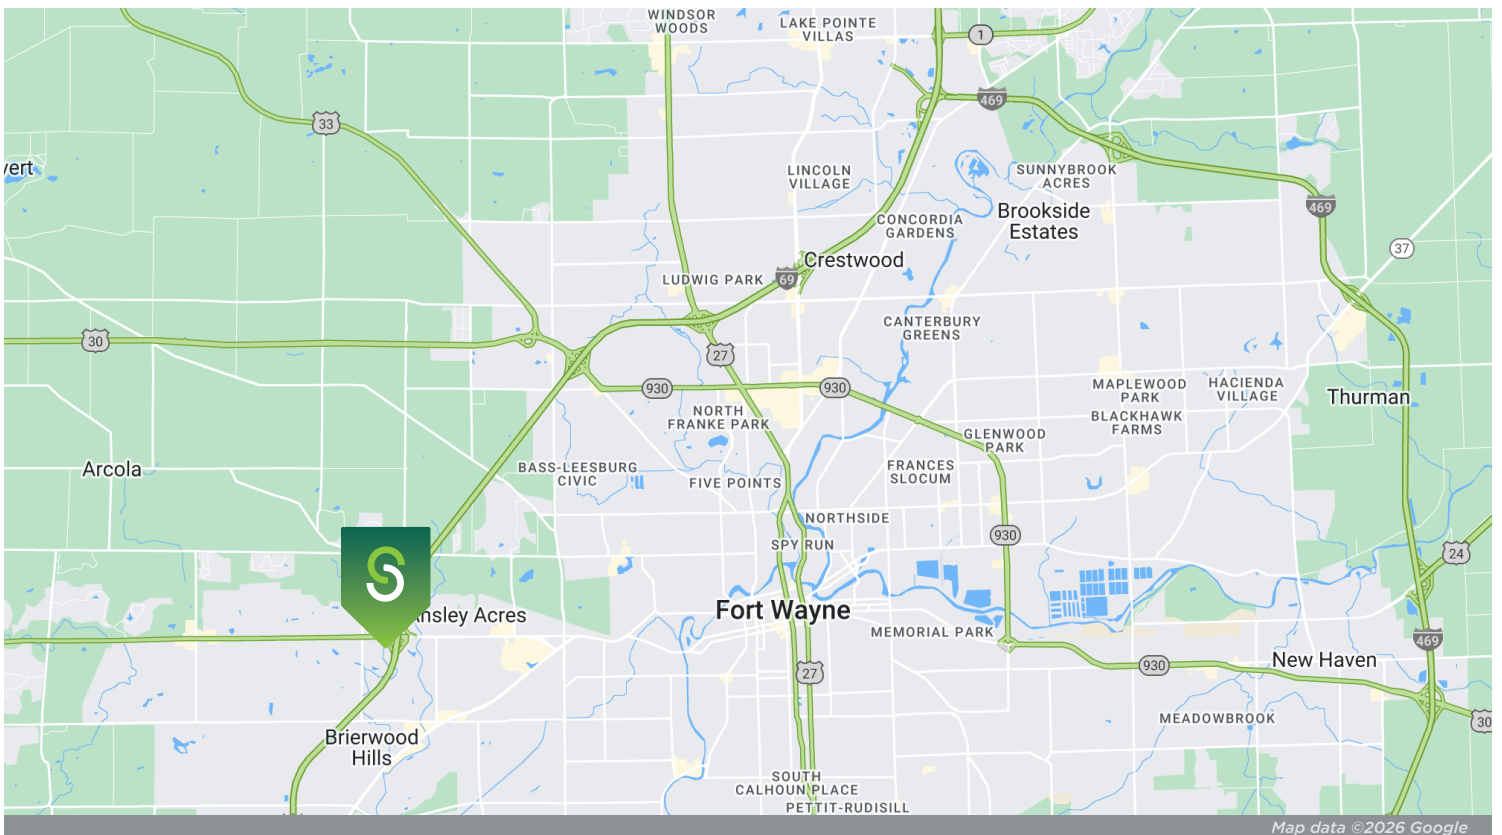 WINDSOR
WOODS
LAKE POINTE
VILLAS
1
469
33
LINCOLN
VILLAGE
SUNNYBROOK
ACRES
vert
469
CONCORDIA
GARDENS
Brookside
Estates
37
Crestwood
LUDWIG PARK
69
CANTERBURY
GREENS
30
27
930
930
MAPLEWOOD
PARK
HACIENDA
VILLAGE
Thurman
NORTH
FRANKE PARK
BLACKHAWK
FARMS
GLENWOOD
PARK
Arcola
BASS-LEESBURG
CIVIC
FIVE POINTS
FRANCES
SLOCUM
NORTHSIDE
930
SPY RUN
24
Fort Wayne
nsley Acres
MEMORIAL PARK
469
930
New Haven
27
MEADOWBROOK
30
Brierwood
Hills
SOUTH
CALHOUN PLACE
PETTIT-RUDISILL
Map data ©2026 Google